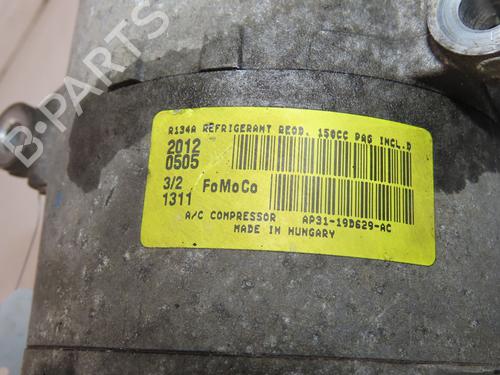 R134A REFRIGERANT REQD. 150CC PAG INCL.D
2012
0505
3/2
1311
FoMoCo
A/C COMPRESSOR AP31-19D629-AC
MADE IN HUNGARY
B-PARTS